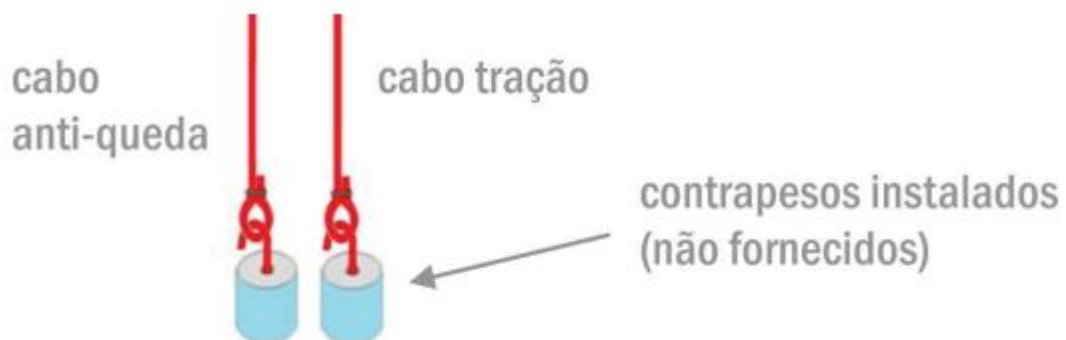 cabo
anti-queda
cabo tração
contrapesos instalados
(não fornecidos)